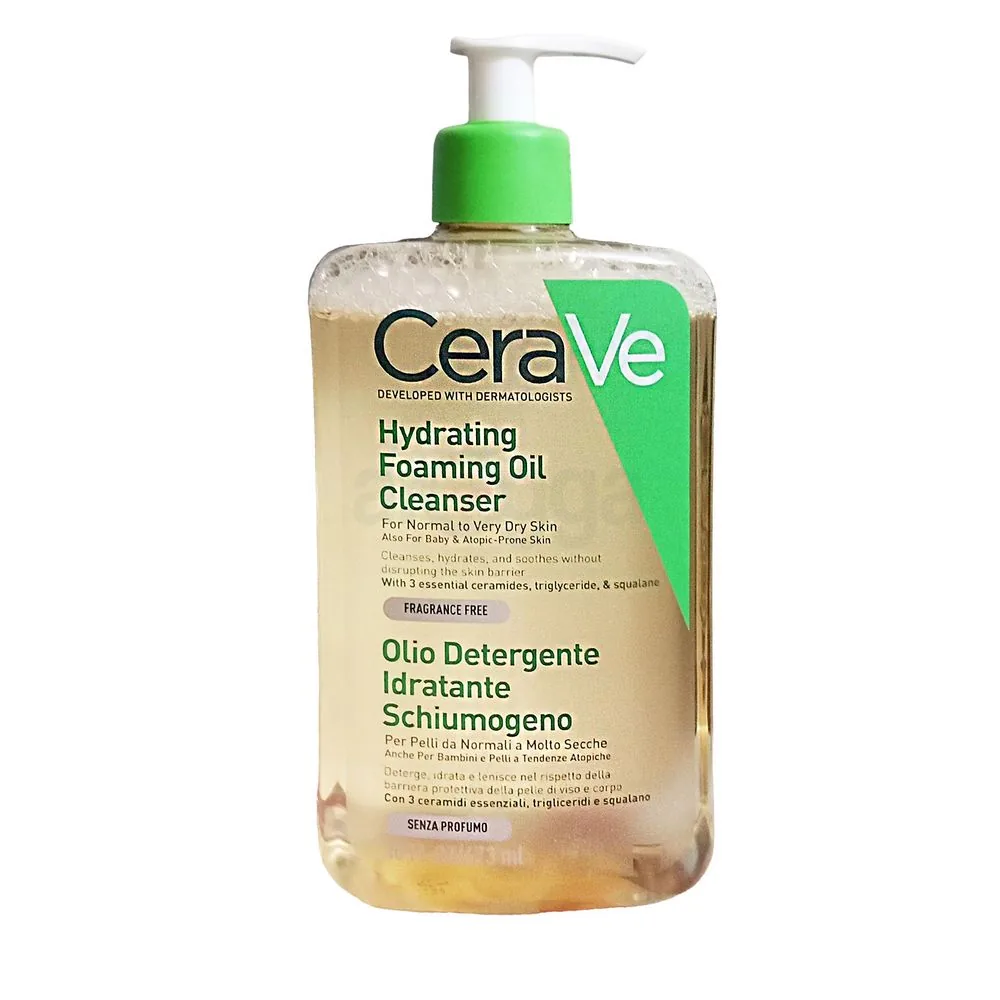 CeraVe
DEVELOPED WITH DERMATOLOGISTS
Hydrating
Foaming Oil
Cleanser
For Normal to Very Dry Skin
Also For Baby & Atopic-Prone Skin
Cleanses, hydrates, and soothes without
disrupting the skin barrier
With 3 essential ceramides, triglyceride, & squalane
FRAGRANCE FREE
Olio Detergente
Idratante
Schiumogeno
Per Pelli da Normali a Molto Secche
Anche Per Bambini e Pelli a Tendenze Atopiche
Deterge, idrata e lenisce nel rispetto della
barriera protettiva della pelle di viso e corpo
Con 3 ceramidi essenziali, trigliceridi e squalano
SENZA PROFUMO
ml